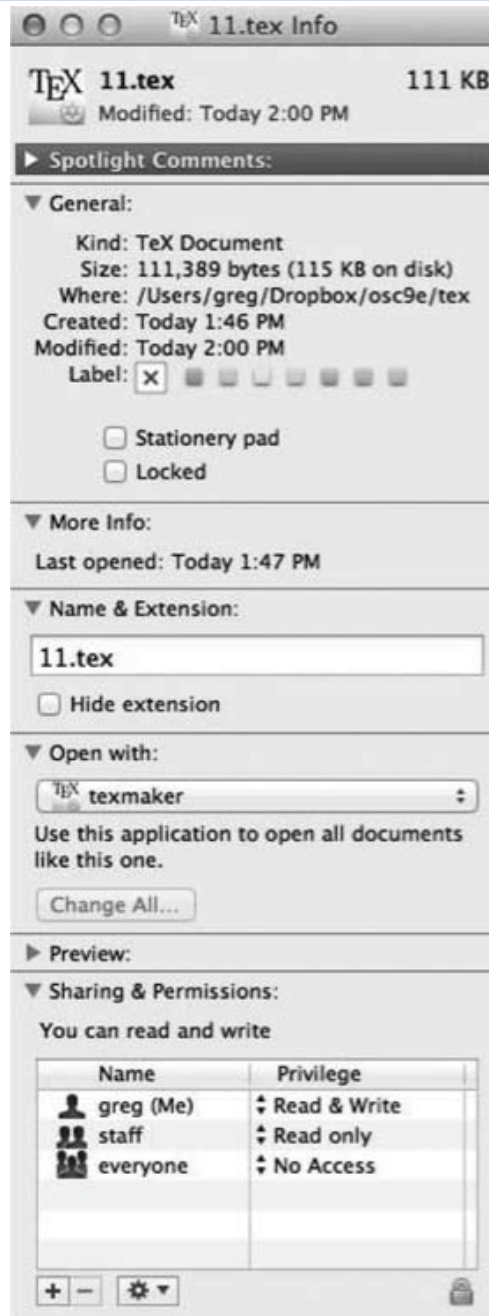 TEX 11.tex Info
TEX 11.tex 111 KB
Modified: Today 2:00 PM
Spotlight Comments:
General:
Kind: TeX Document
Size: 111,389 bytes (115 KB on disk)
Where: /Users/greg/Dropbox/osc9e/tex
Created: Today 1:46 PM
Modified: Today 2:00 PM
Label:
Stationery pad
Locked
More Info:
Last opened: Today 1:47 PM
Name & Extension:
11.tex
Hide extension
Open with:
TEX texmaker
Use this application to open all documents
like this one.
Change All...
Preview:
Sharing & Permissions:
You can read and write
Name Privilege
greg (Me) Read & Write
staff Read only
everyone No Access